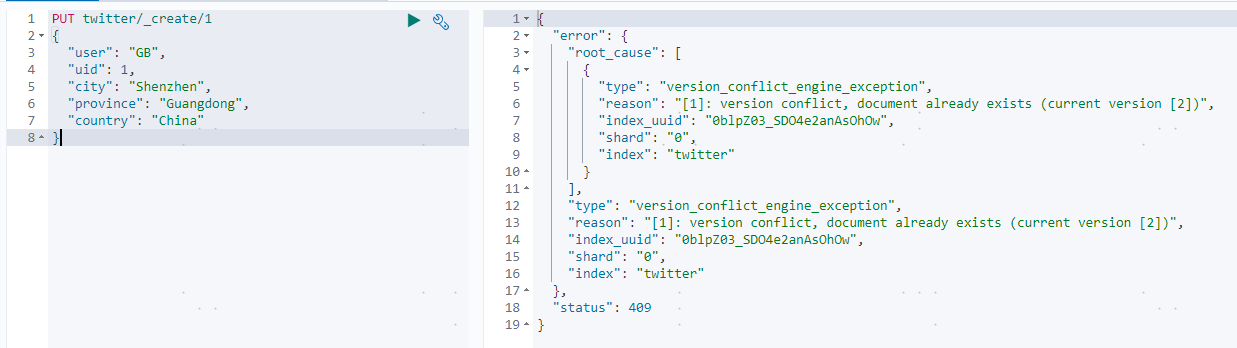 1 PUT twitter/_create/1
2 {
3 "user": "GB",
4 "uid": 1,
5 "city": "Shenzhen",
6 "province": "Guangdong",
7 "country": "China"
8 }
1 {
2 "error": {
3 "root_cause": [
4 {
5 "type": "version_conflict_engine_exception",
6 "reason": "[1]: version conflict, document already exists (current version [2])",
7 "index_uuid": "0blpZ03_SDO4e2anAsOhOw",
8 "shard": "0",
9 "index": "twitter"
10 }
11 ],
12 "type": "version_conflict_engine_exception",
13 "reason": "[1]: version conflict, document already exists (current version [2])",
14 "index_uuid": "0blpZ03_SDO4e2anAsOhOw",
15 "shard": "0",
16 "index": "twitter"
17 },
18 "status": 409
19 }